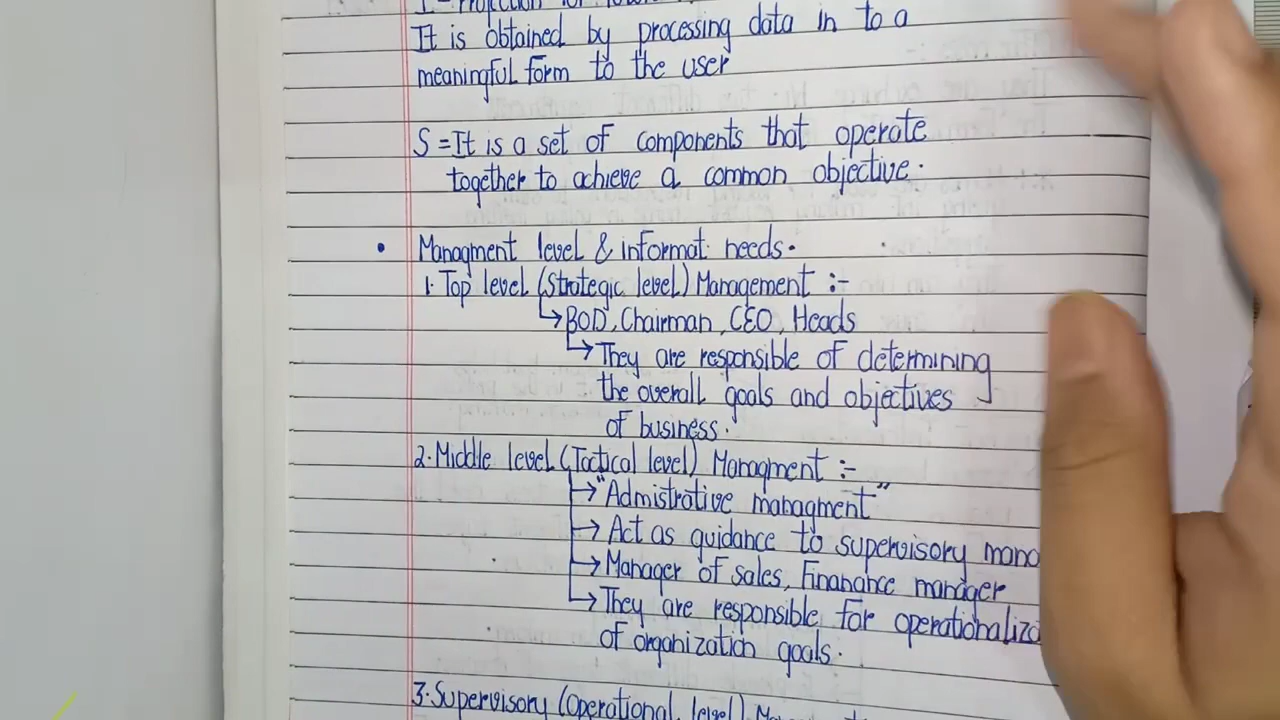 It is obtained by processing data in to a
meaningful form to the user
S = It is a set of components that operate
together to achieve a common objective.
• Managment level & informat needs.
1. Top level (Strategic level) Management :-
↳ BOD, Chairman, CEO, Heads
↳ They are responsible of determining
the overall goals and objectives
of business.
2. Middle level (Tactical level) Managment :-
→ "Admistrative managment"
→ Act as guidance to supervisory mana
→ Manager of sales, Finanance manager
→ They are responsible for operationaliza
of organization goals.
3. Supervisory (Operational level)